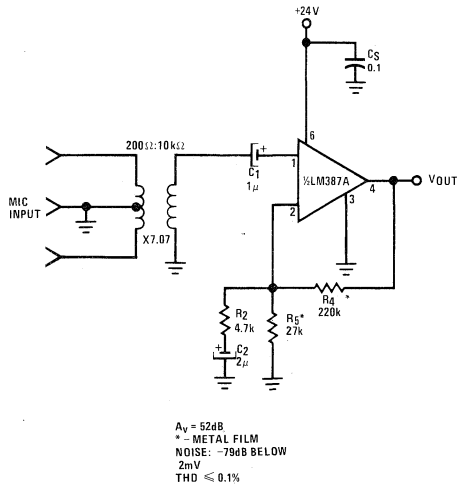 +24V
CS
0.1
200Ω:10kΩ
C1
1μ
+
6
1
½LM387A
4
VOUT
3
2
MIC
INPUT
X7.07
R2
4.7k
R5*
27k
R4 *
220k
+
C2
2μ
AV = 52dB
* – METAL FILM
NOISE: –79dB BELOW
2mV
THD ⩽ 0.1%